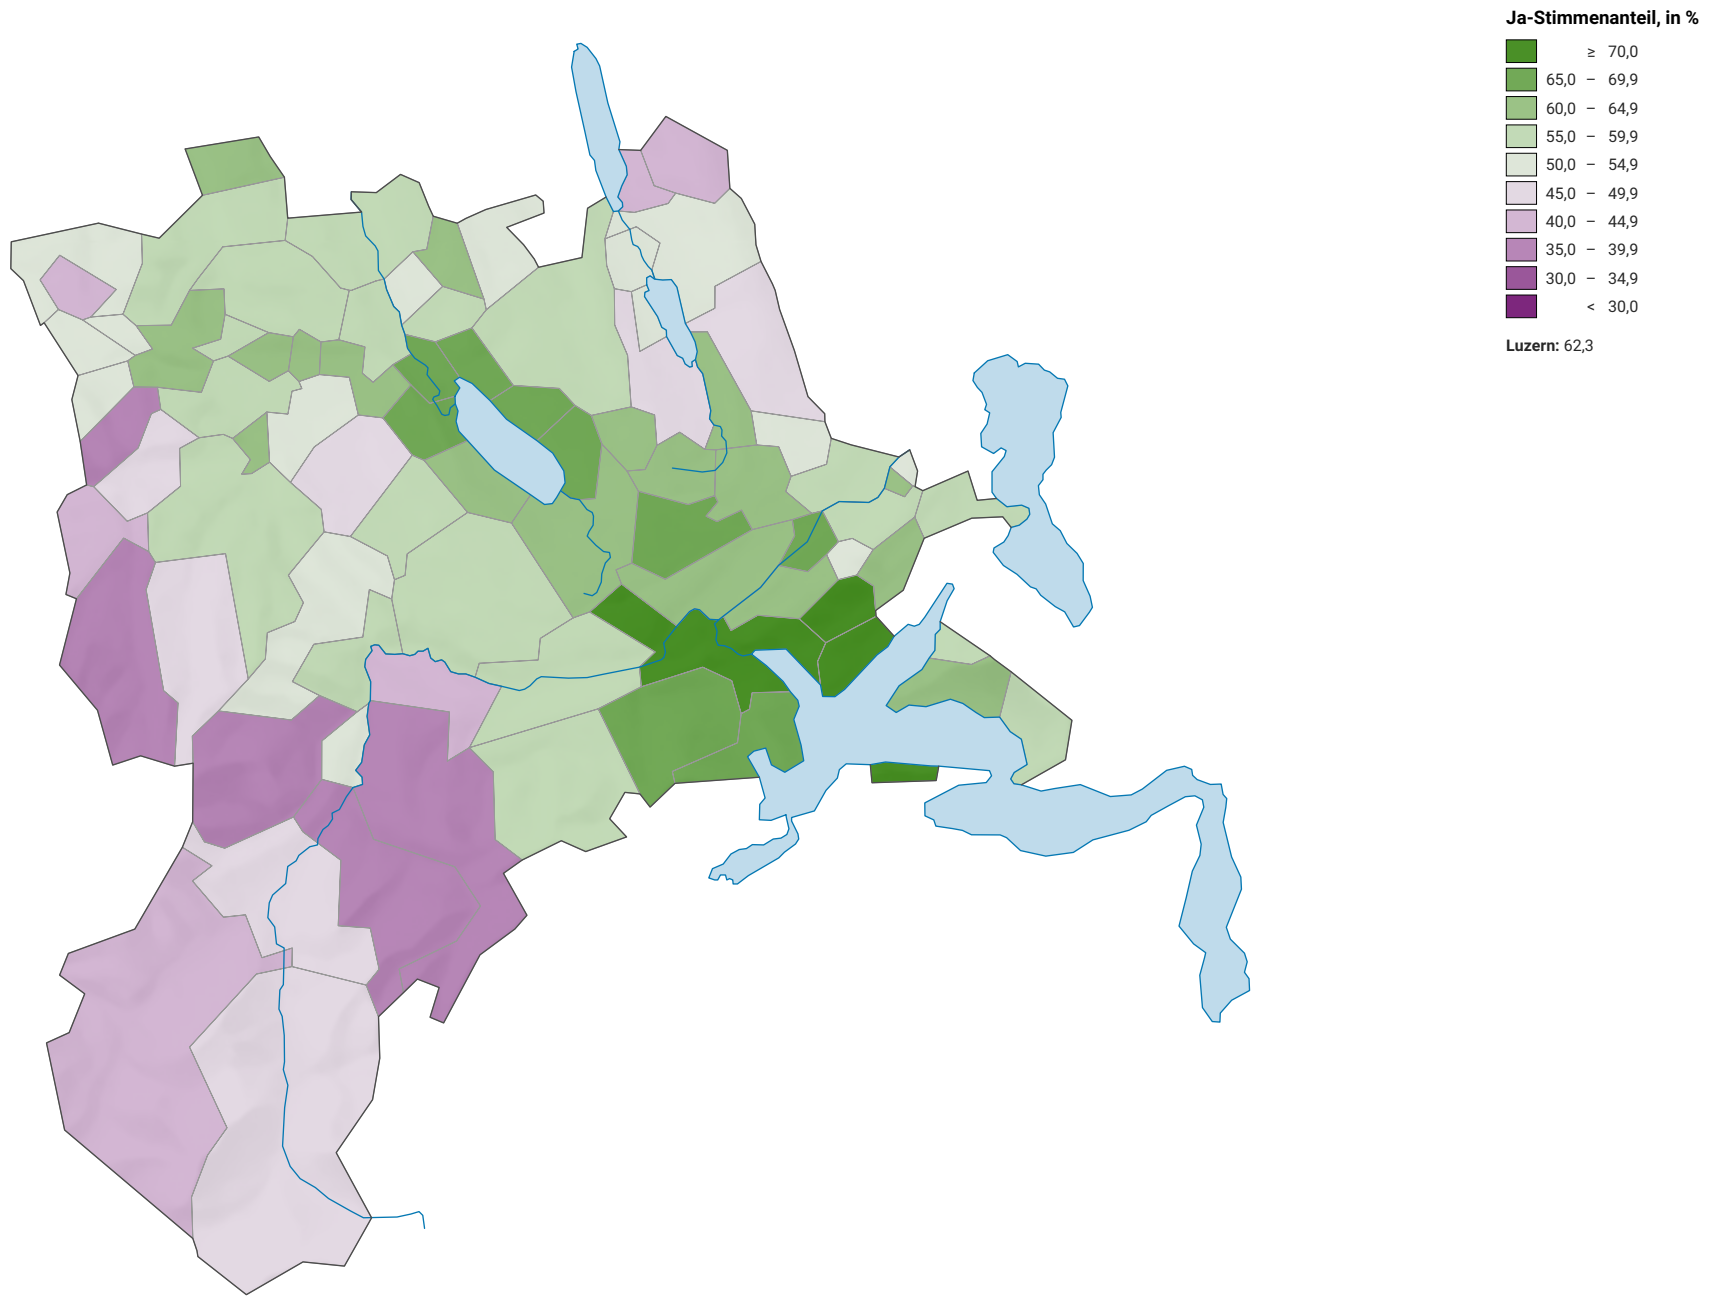 Ja-Stimmenanteil, in %
≥ 70,0
65,0 – 69,9
60,0 – 64,9
55,0 – 59,9
50,0 – 54,9
45,0 – 49,9
40,0 – 44,9
35,0 – 39,9
30,0 – 34,9
< 30,0
Luzern: 62,3